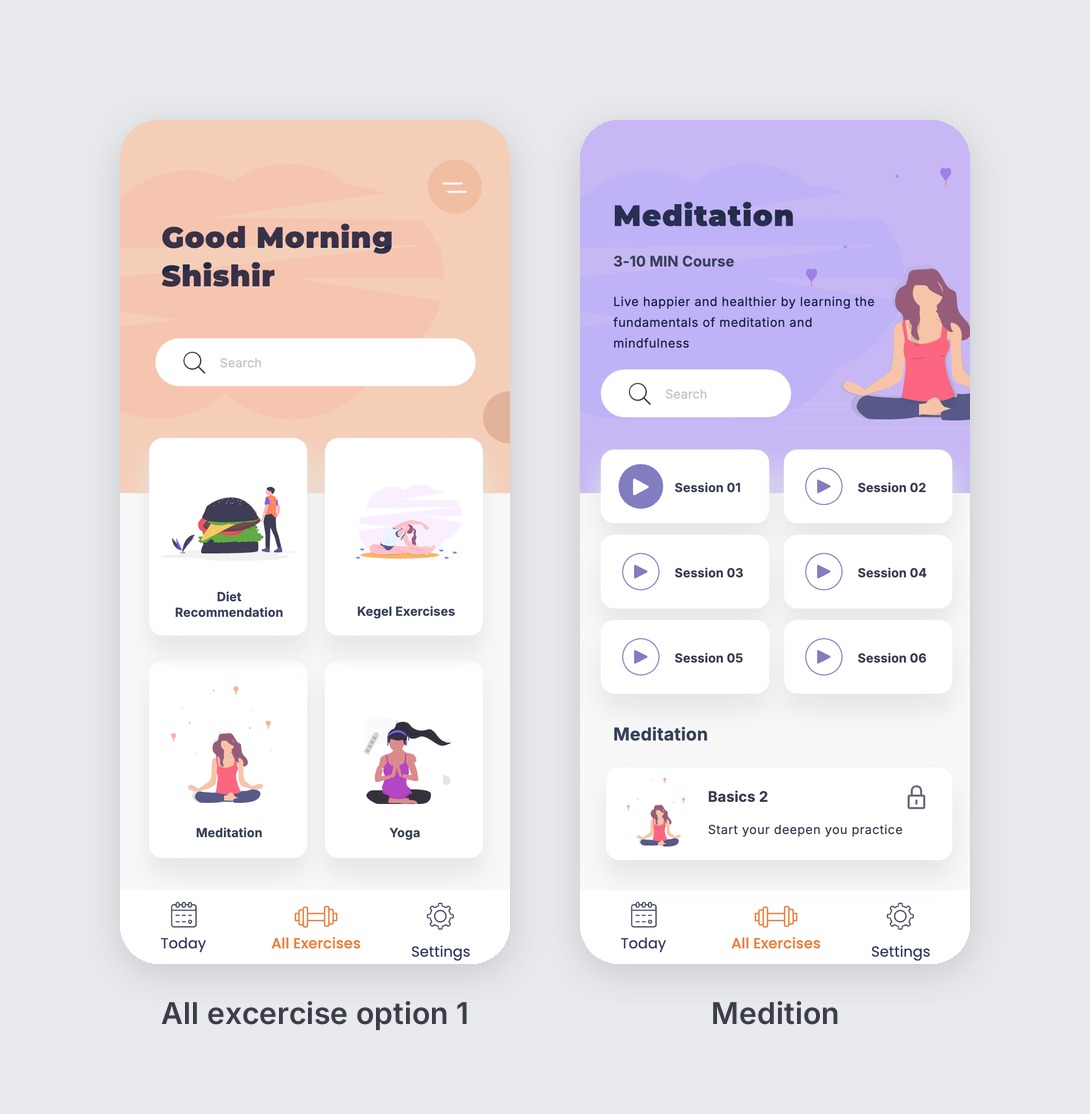 Good Morning
Shishir
Search
Diet
Recommendation
Kegel Exercises
Meditation
Yoga
Today
All Exercises
Settings
All excercise option 1
Meditation
3-10 MIN Course
Live happier and healthier by learning the
fundamentals of meditation and
mindfulness
Search
Session 01
Session 02
Session 03
Session 04
Session 05
Session 06
Meditation
Basics 2
Start your deepen you practice
Today
All Exercises
Settings
Medition